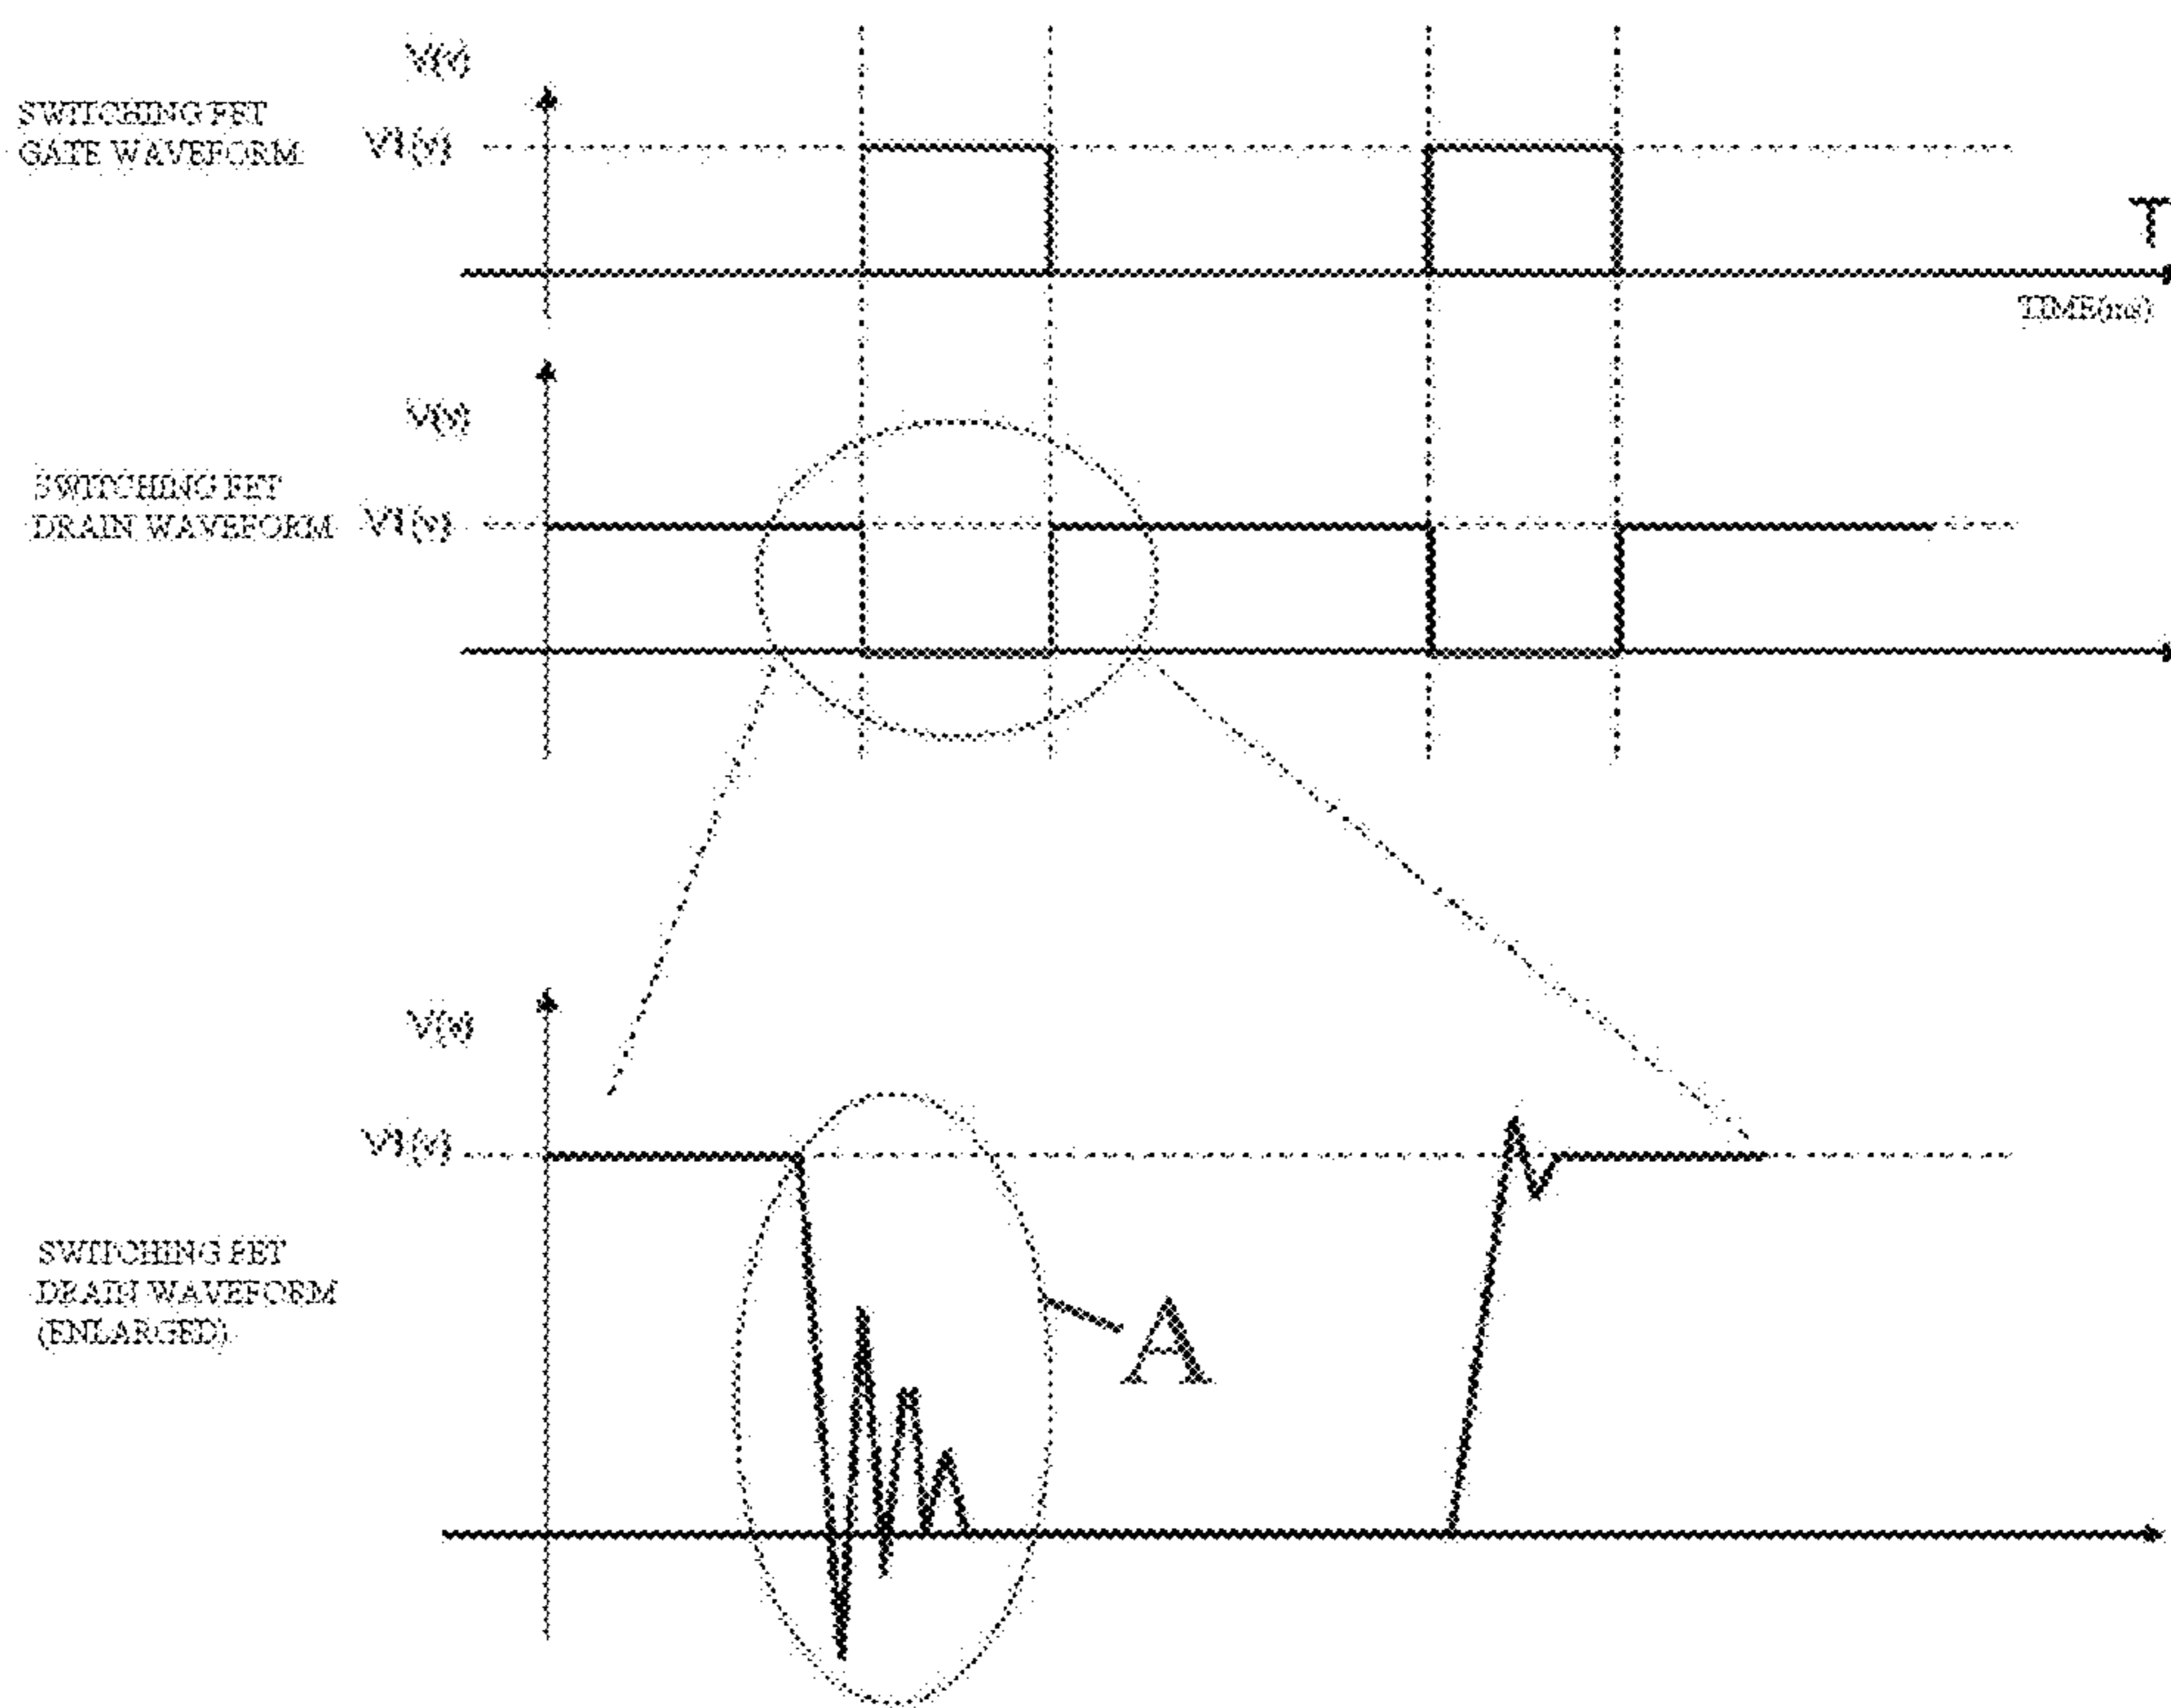 V(v)
SWITCHING FET
GATE WAVEFORM
V1(v)
T
TIME(ns)
V(v)
SWITCHING FET
DRAIN WAVEFORM
V1(v)
V(v)
V1(v)
SWITCHING FET
DRAIN WAVEFORM
(ENLARGED)
A